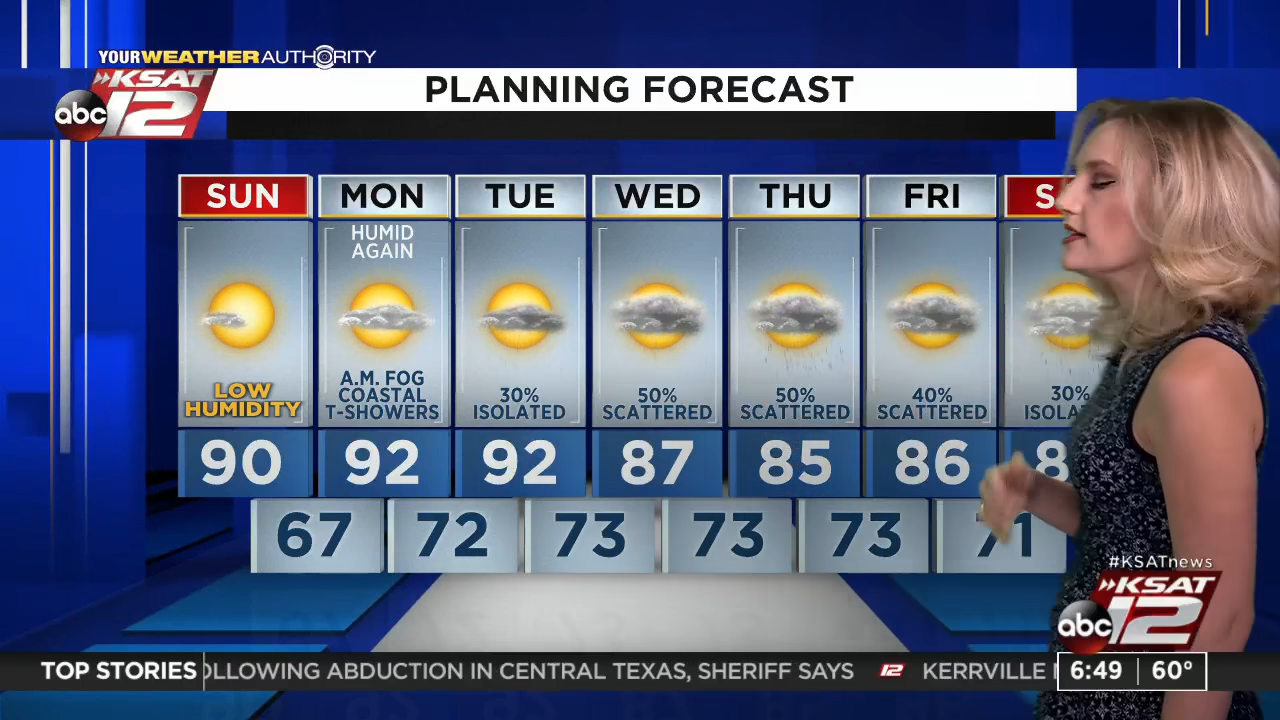 YOUR WEATHER AUTHORITY
KSAT
abc 12
PLANNING FORECAST
SUN MON TUE WED THU FRI
HUMID
AGAIN
LOW
HUMIDITY
A.M. FOG
COASTAL
T-SHOWERS
30%
ISOLATED
50%
SCATTERED
50%
SCATTERED
40%
SCATTERED
30%
90 92 92 87 85 86
67 72 73 73 73 71
#KSATnews
KSAT
abc 12
TOP STORIES
OLLOWING ABDUCTION IN CENTRAL TEXAS, SHERIFF SAYS 12 KERRVILLE
6:49 60°